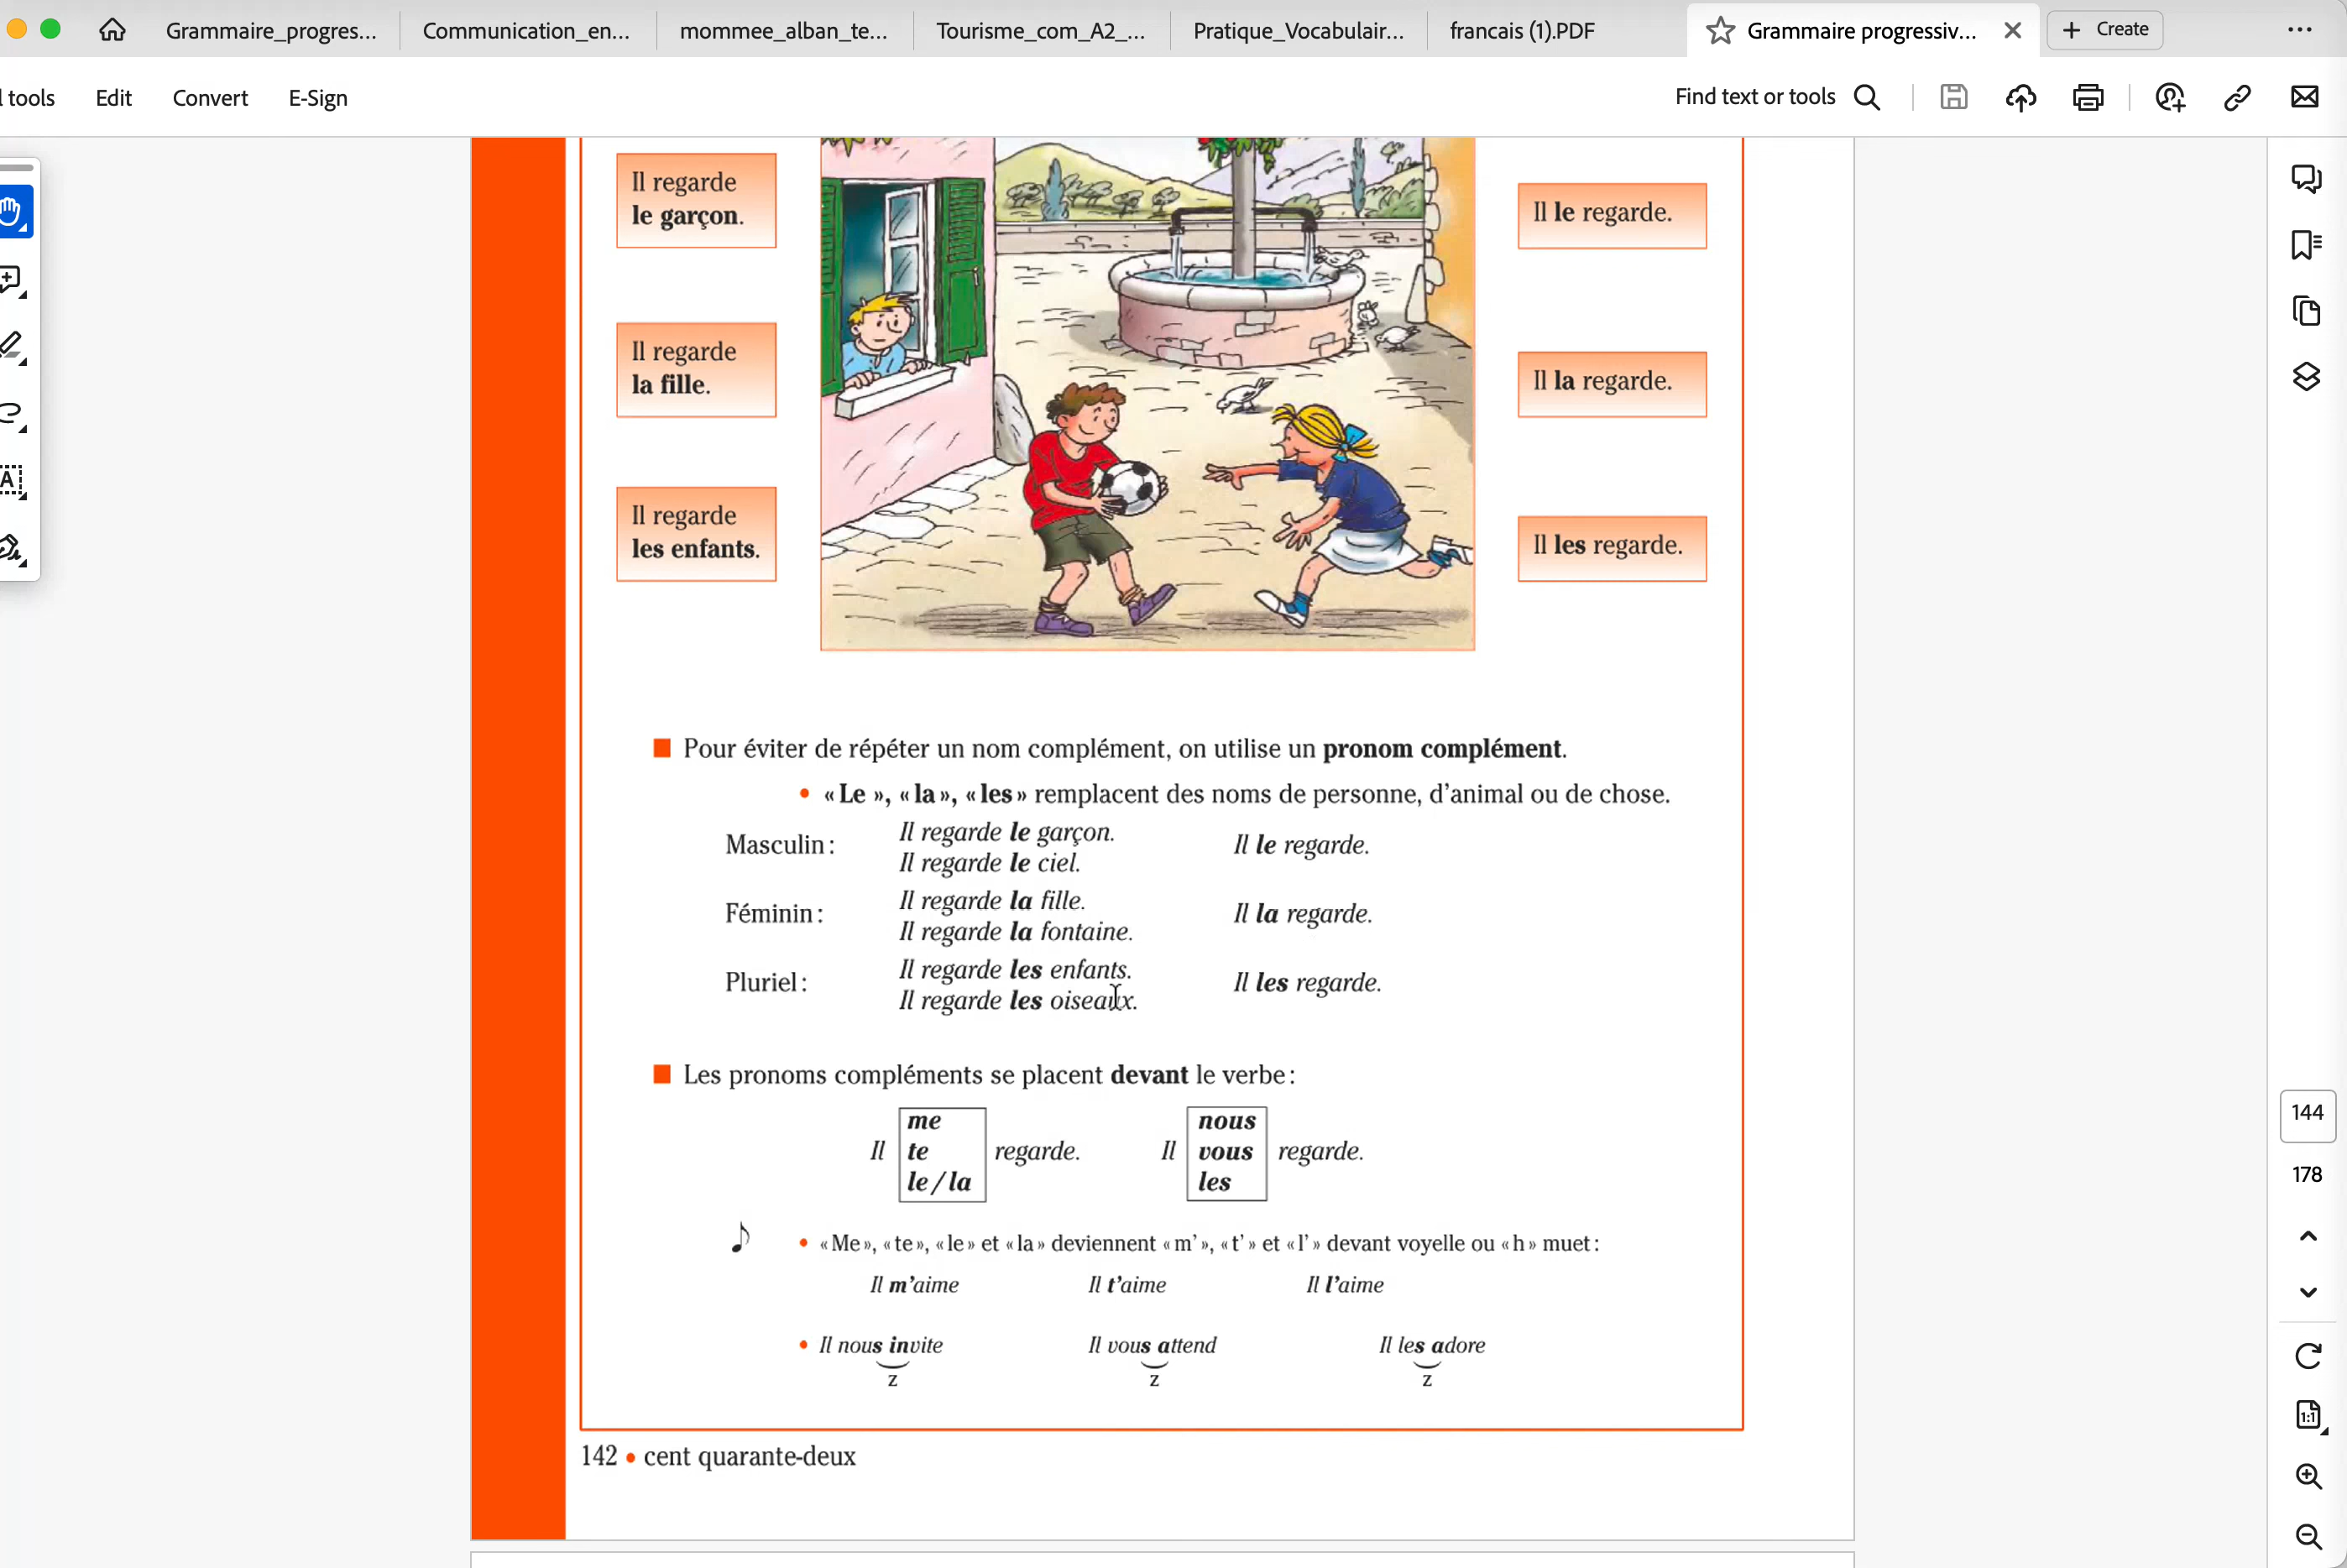 Grammaire_progres...
Communication_en...
mommee_alban_te...
Tourisme_com_A2_...
Pratique_Vocabulair...
francais (1).PDF
Grammaire progressiv...
Create
l tools
Edit
Convert
E-Sign
Find text or tools
Il regarde
le garçon.
Il le regarde.
Il regarde
la fille.
Il la regarde.
Il regarde
les enfants.
Il les regarde.
Pour éviter de répéter un nom complément, on utilise un pronom complément.
• « Le », « la », « les » remplacent des noms de personne, d’animal ou de chose.
Masculin :
Il regarde le garçon.
Il regarde le ciel.
Il le regarde.
Féminin :
Il regarde la fille.
Il regarde la fontaine.
Il la regarde.
Pluriel :
Il regarde les enfants.
Il regarde les oiseaux.
Il les regarde.
Les pronoms compléments se placent devant le verbe :
Il
me
te
le / la
regarde.
Il
nous
vous
les
regarde.
• « Me », « te », « le » et « la » deviennent « m’ », « t’ » et « l’ » devant voyelle ou « h » muet :
Il m’aime
Il t’aime
Il l’aime
• Il nous invite
Il vous attend
Il les adore
z
z
z
142 • cent quarante-deux
144
178
1:1
A